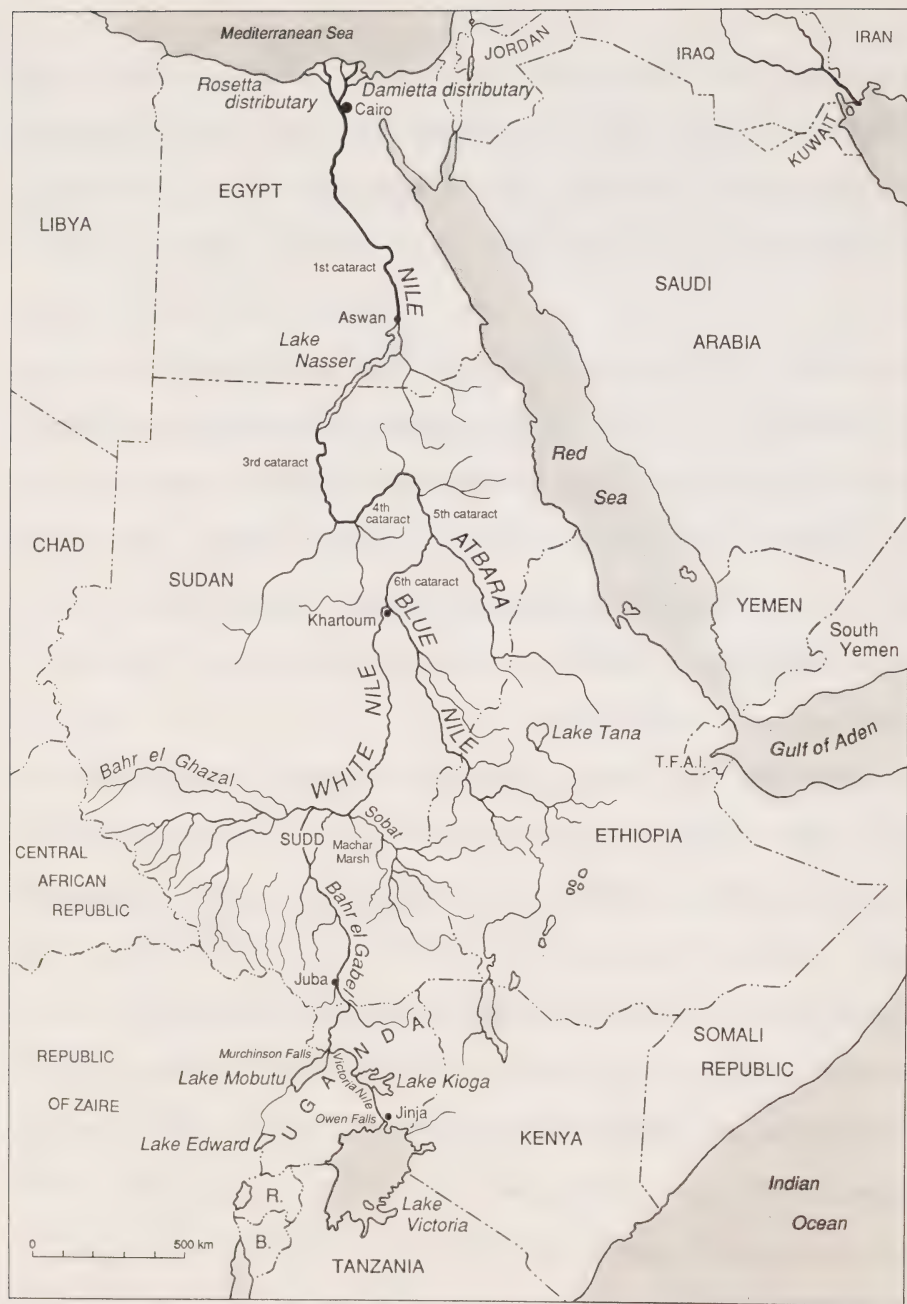 Mediterranean Sea
JORDAN
IRAQ
IRAN
Rosetta
distributary
Damietta distributary
Cairo
KUWAIT
EGYPT
LIBYA
1st cataract
NILE
SAUDI
ARABIA
Aswan
Lake
Nasser
3rd cataract
Red
Sea
4th
cataract
5th cataract
ATBARA
CHAD
SUDAN
6th cataract
Khartoum
BLUE
NILE
YEMEN
South
Yemen
WHITE
NILE
Lake Tana
Gulf of Aden
T.F.A.I.
Bahr el Ghazal
Sobat
SUDD
Machar
Marsh
ETHIOPIA
CENTRAL
AFRICAN
REPUBLIC
Bahr el Gabel
Juba
UGANDA
SOMALI
REPUBLIC
REPUBLIC
OF ZAIRE
Murchinson Falls
Lake Mobutu
Victoria Nile
Lake Kioga
Owen Falls
Jinja
Lake Edward
KENYA
R.
B.
Lake
Victoria
Indian
Ocean
0 500 km
TANZANIA